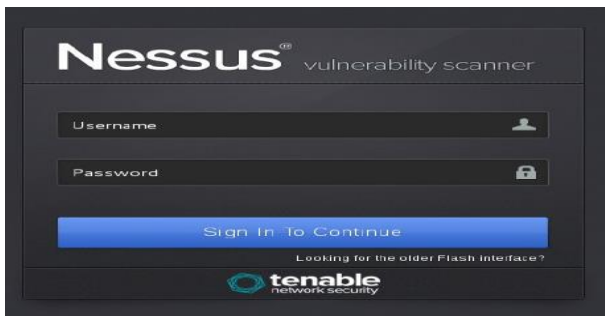 Nessus® vulnerability scanner
Username
Password
Sign In To Continue
Looking for the older Flash interface?
tenable
network security